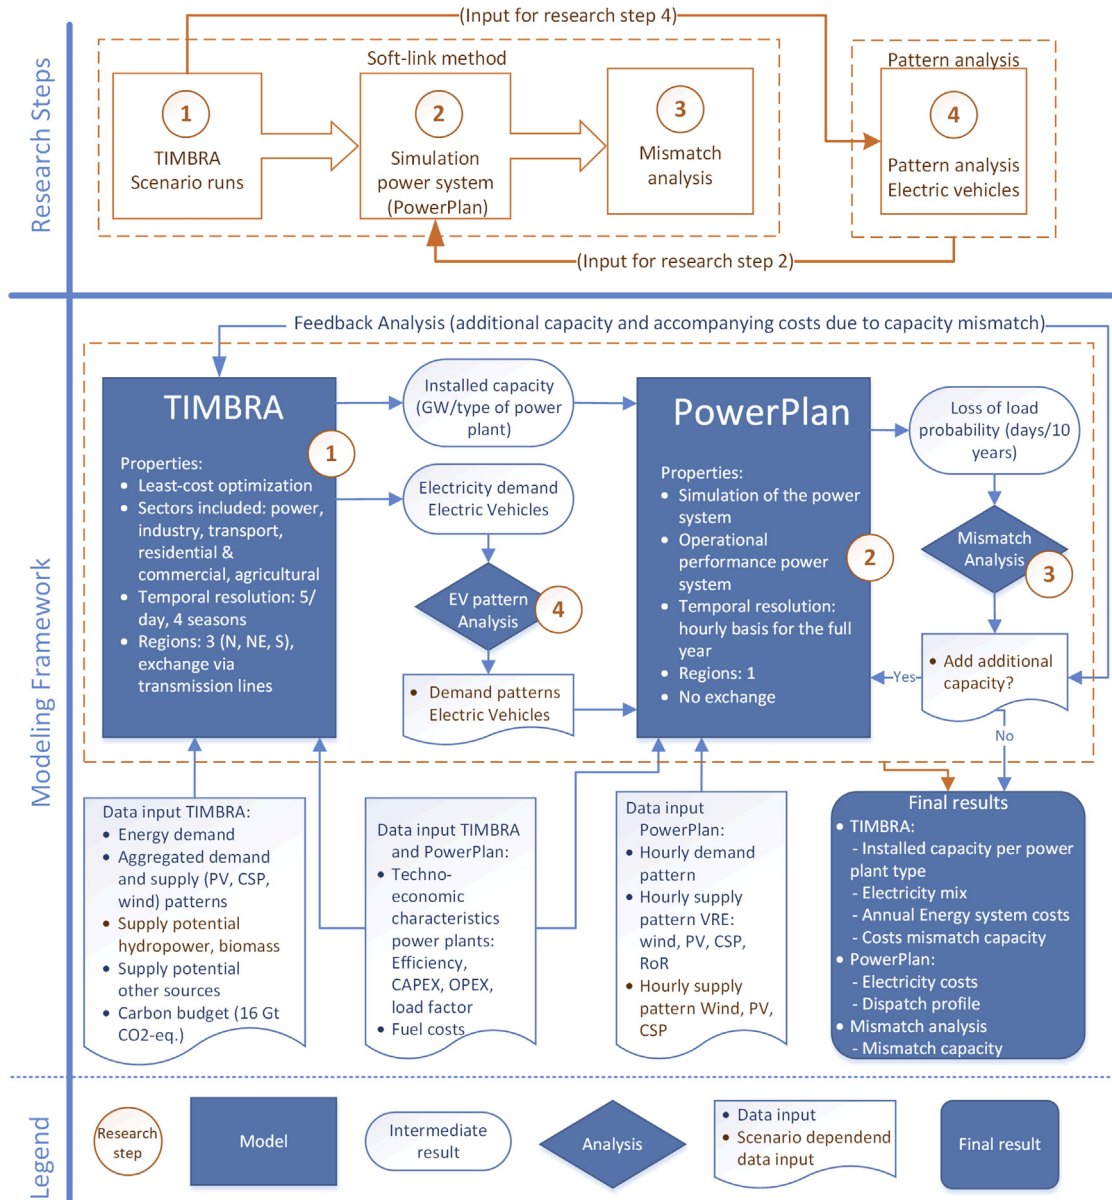 Research Steps
(Input for research step 4)
Soft-link method
1
TIMBRA
Scenario runs
2
Simulation
power system
(PowerPlan)
3
Mismatch
analysis
Pattern analysis
4
Pattern analysis
Electric vehicles
(Input for research step 2)
Modeling Framework
Feedback Analysis (additional capacity and accompanying costs due to capacity mismatch)
TIMBRA
1
Properties:
• Least-cost optimization
• Sectors included: power,
industry, transport,
residential &
commercial, agricultural
• Temporal resolution: 5/
day, 4 seasons
• Regions: 3 (N, NE, S),
exchange via
transmission lines
Installed capacity
(GW/type of power
plant)
Electricity demand
Electric Vehicles
EV pattern
Analysis
4
• Demand patterns
Electric Vehicles
PowerPlan
2
Properties:
• Simulation of the power
system
• Operational
performance power
system
• Temporal resolution:
hourly basis for the full
year
• Regions: 1
• No exchange
Loss of load
probability (days/10
years)
Mismatch
Analysis
3
• Add additional
capacity?
Yes
No
Data input TIMBRA:
• Energy demand
• Aggregated demand
and supply (PV, CSP,
wind) patterns
• Supply potential
hydropower, biomass
• Supply potential
other sources
• Carbon budget (16 Gt
CO2-eq.)
Data input TIMBRA
and PowerPlan:
• Techno-
economic
characteristics
power plants:
Efficiency,
CAPEX, OPEX,
load factor
• Fuel costs
Data input
PowerPlan:
• Hourly demand
pattern
• Hourly supply
pattern VRE:
wind, PV, CSP,
RoR
• Hourly supply
pattern Wind, PV,
CSP
Final results
• TIMBRA:
- Installed capacity per power
plant type
- Electricity mix
- Annual Energy system costs
- Costs mismatch capacity
• PowerPlan:
- Electricity costs
- Dispatch profile
• Mismatch analysis
- Mismatch capacity
Legend
Research
step
Model
Intermediate
result
Analysis
• Data input
• Scenario dependend
data input
Final result